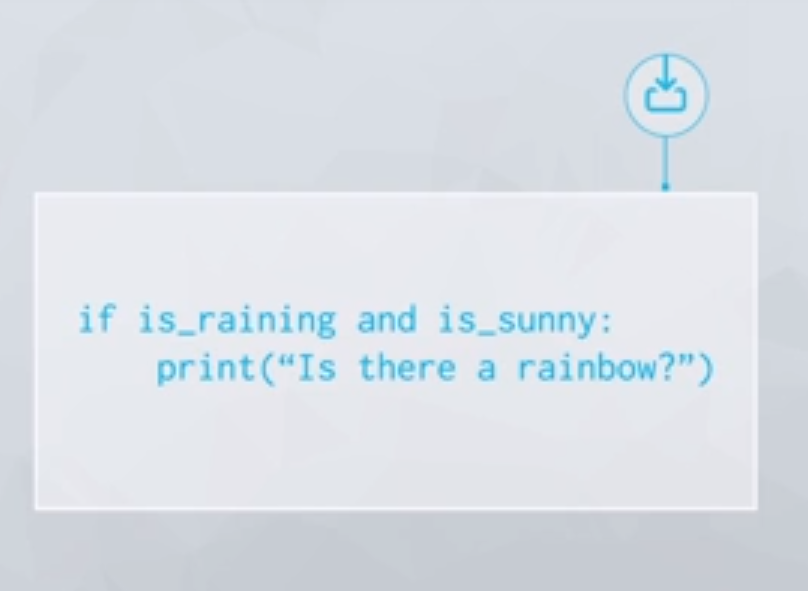 if is_raining and is_sunny:
    print(“Is there a rainbow?”)